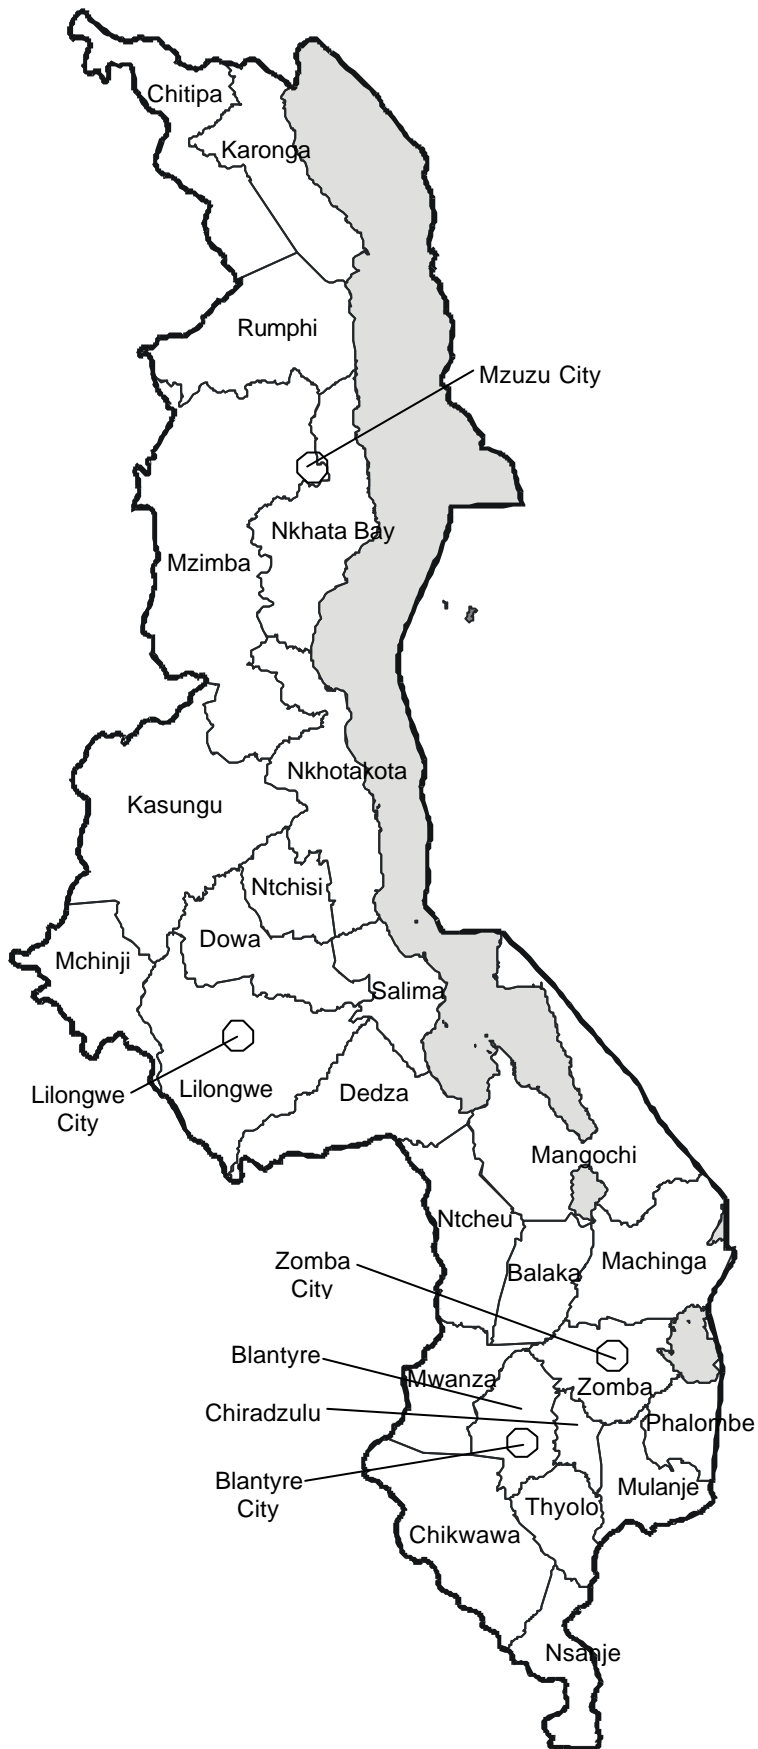 Chitipa
Karonga
Rumphi
Mzuzu City
Nkhata Bay
Mzimba
Nkhotakota
Kasungu
Ntchisi
Dowa
Mchinji
Salima
Lilongwe
City
Lilongwe
Dedza
Mangochi
Ntcheu
Zomba
City
Balaka
Machinga
Blantyre
Mwanza
Zomba
Chiradzulu
Phalombe
Blantyre
City
Mulanje
Thyolo
Chikwawa
Nsanje